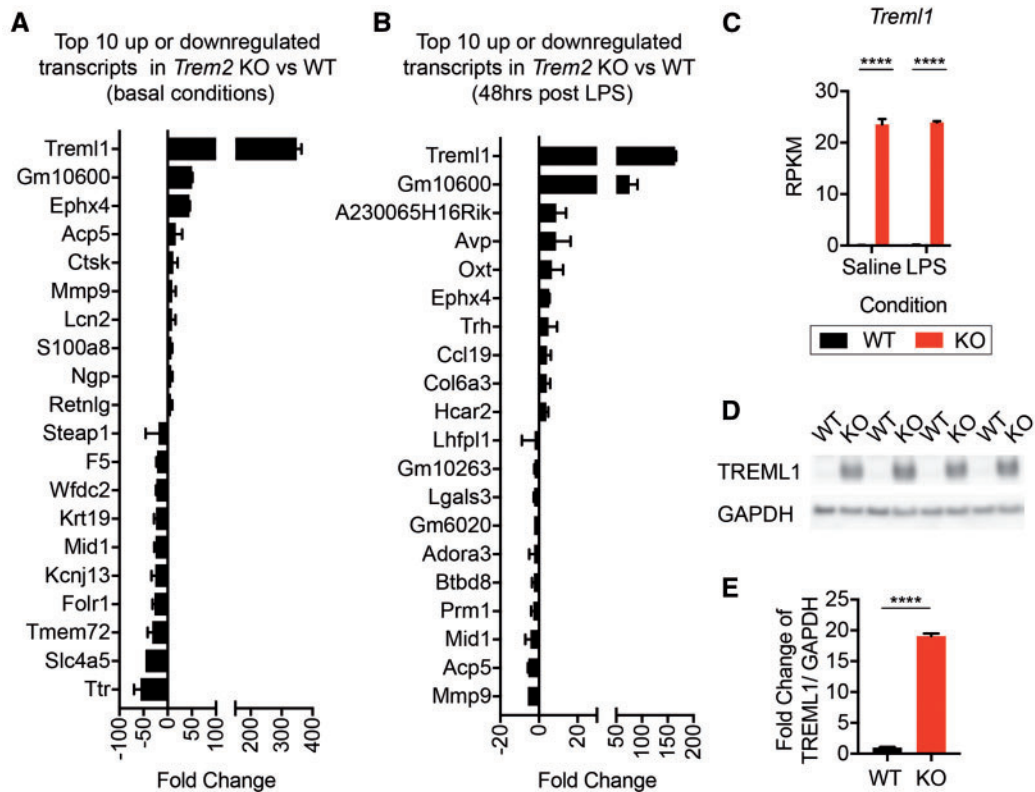 A
Top 10 up or downregulated
transcripts in Trem2 KO vs WT
(basal conditions)
Treml1
Gm10600
Ephx4
Acp5
Ctsk
Mmp9
Lcn2
S100a8
Ngp
Retnlg
Steap1
F5
Wfdc2
Krt19
Mid1
Kcnj13
Folr1
Tmem72
Slc4a5
Ttr
-100
-50
0
50
100
200
400
Fold Change
B
Top 10 up or downregulated
transcripts in Trem2 KO vs WT
(48hrs post LPS)
Treml1
Gm10600
A230065H16Rik
Avp
Oxt
Ephx4
Trh
Ccl19
Col6a3
Hcar2
Lhfpl1
Gm10263
Lgals3
Gm6020
Adora3
Btbd8
Prm1
Mid1
Acp5
Mmp9
-20
0
20
50
100
150
200
Fold Change
C
Treml1
**** ****
30
20
10
0
RPKM
Saline LPS
Condition
WT KO
D
WT KO WT KO WT KO WT KO
TREML1
GAPDH
E
****
25
20
15
10
5
0
Fold Change of
TREML1/ GAPDH
WT KO